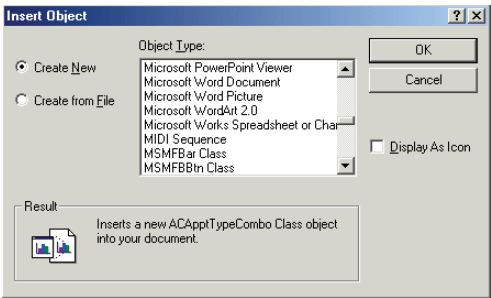 Insert Object
Object Type:
Create New
Create from File
Microsoft PowerPoint Viewer
Microsoft Word Document
Microsoft Word Picture
Microsoft WordArt 2.0
Microsoft Works Spreadsheet or Char
MIDI Sequence
MSMFBar Class
MSMFBBtn Class
OK
Cancel
Display As Icon
Result
Inserts a new ACApptTypeCombo Class object
into your document.